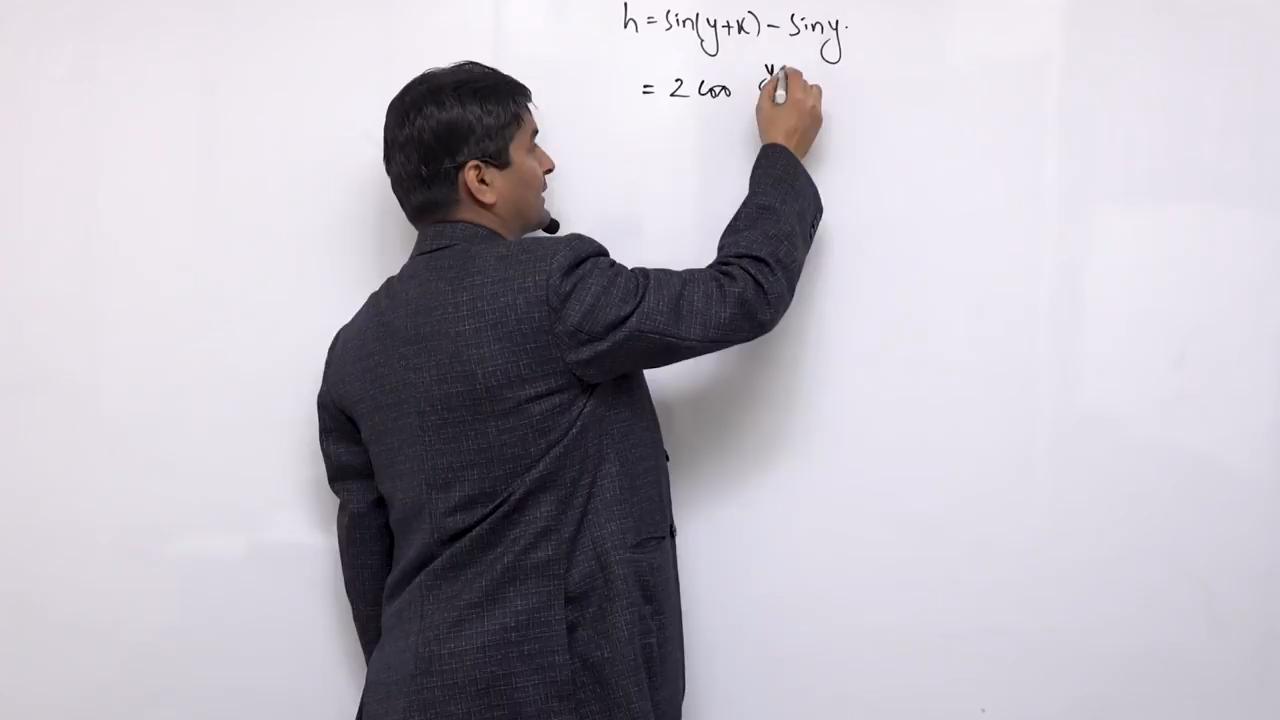 h = sin(y+k) - sin y.
= 2 cos y